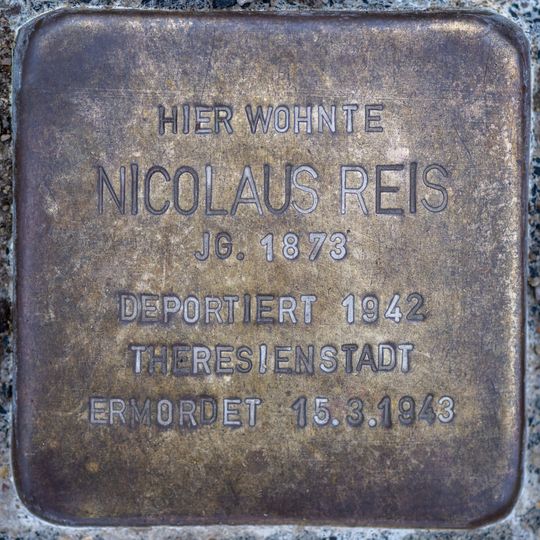 HIER WOHNTE
NICOLAUS REIS
JG. 1873
DEPORTIERT 1942
THERESIENSTADT
ERMORDET 15.3.1943